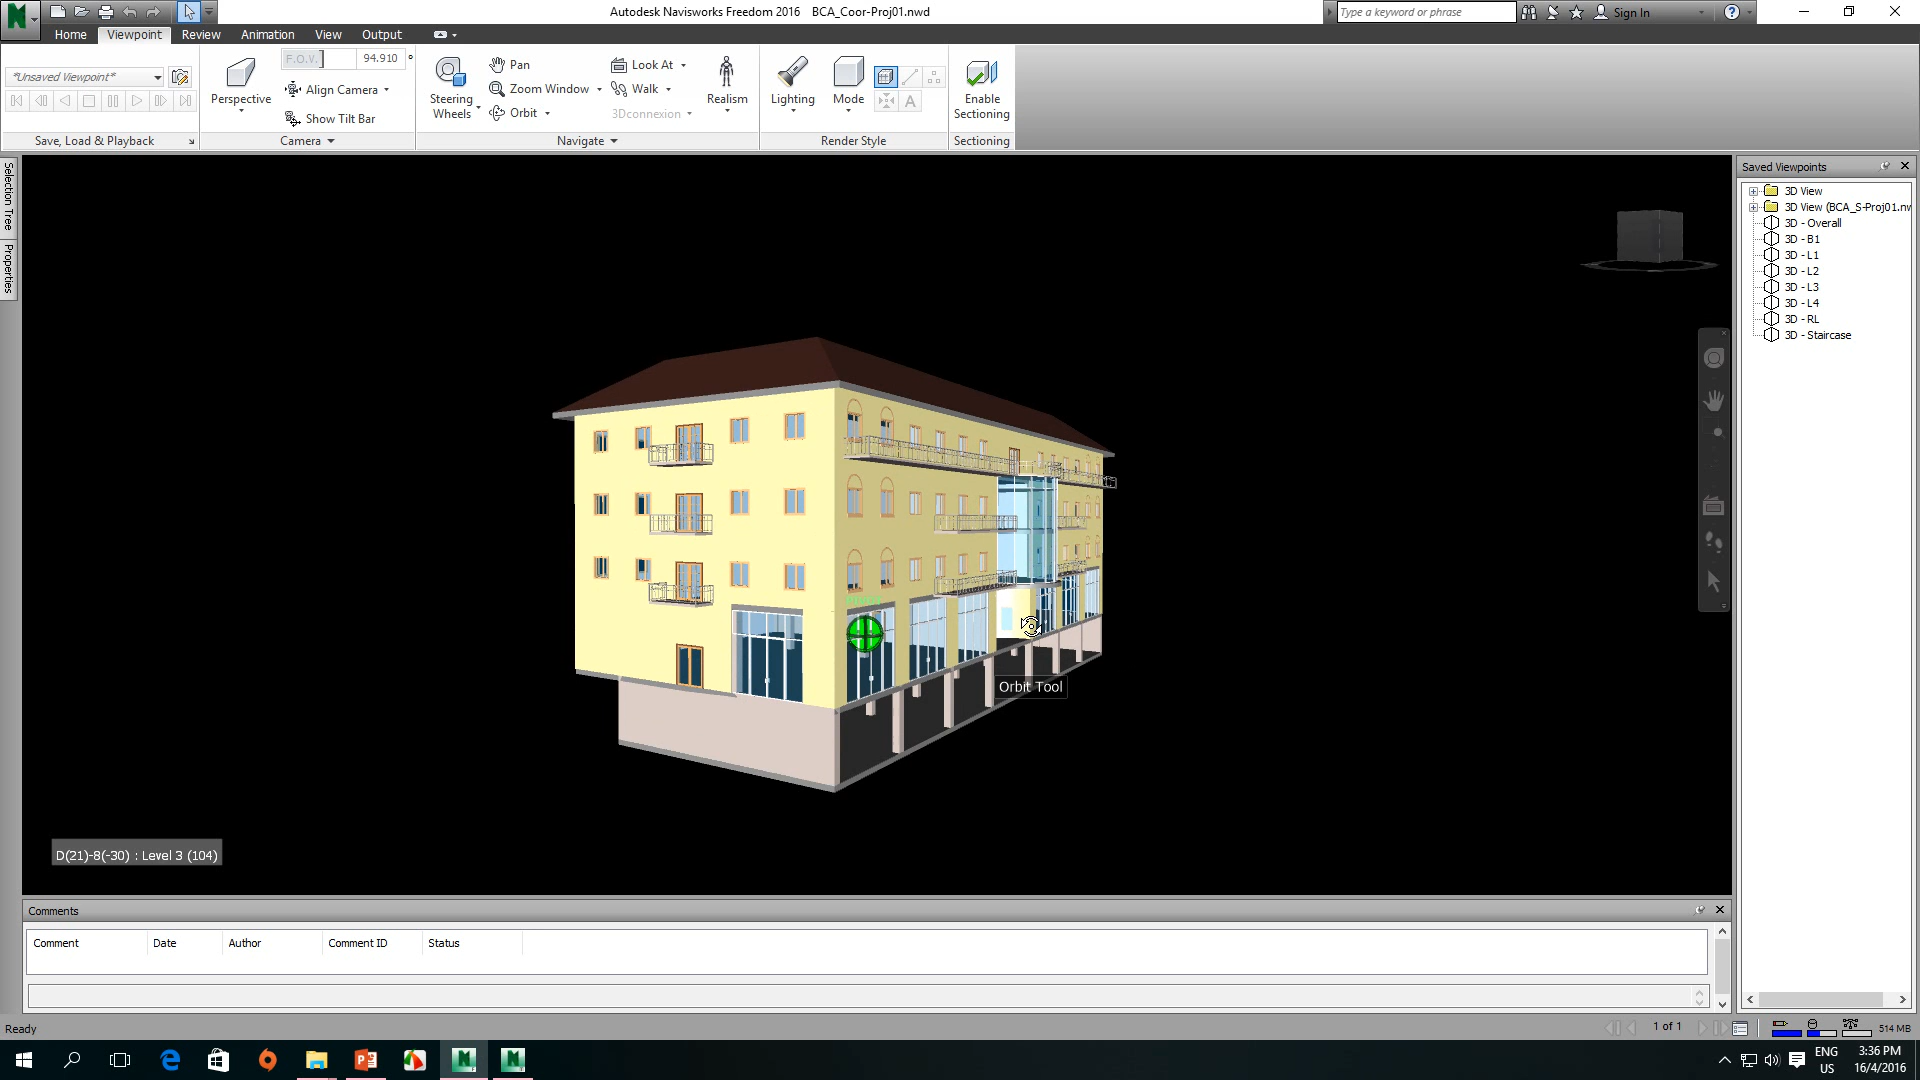 Autodesk Navisworks Freedom 2016 BCA_Coor-Proj01.nwd
Type a keyword or phrase
Sign In
Home Viewpoint Review Animation View Output
*Unsaved Viewpoint*
Save, Load & Playback
Perspective
F.O.V.
94.910 °
Align Camera
Show Tilt Bar
Camera
Steering
Wheels
Pan
Zoom Window
Orbit
Look At
Walk
3Dconnexion
Realism
Navigate
Lighting
Mode
A
Render Style
Enable
Sectioning
Sectioning
Selection Tree
Properties
Saved Viewpoints
3D View
3D View (BCA_S-Proj01.nw
3D - Overall
3D - B1
3D - L1
3D - L2
3D - L3
3D - L4
3D - RL
3D - Staircase
Orbit Tool
D(21)-8(-30) : Level 3 (104)
Comments
Comment Date Author Comment ID Status
Ready
1 of 1
514 MB
ENG
US
3:36 PM
16/4/2016